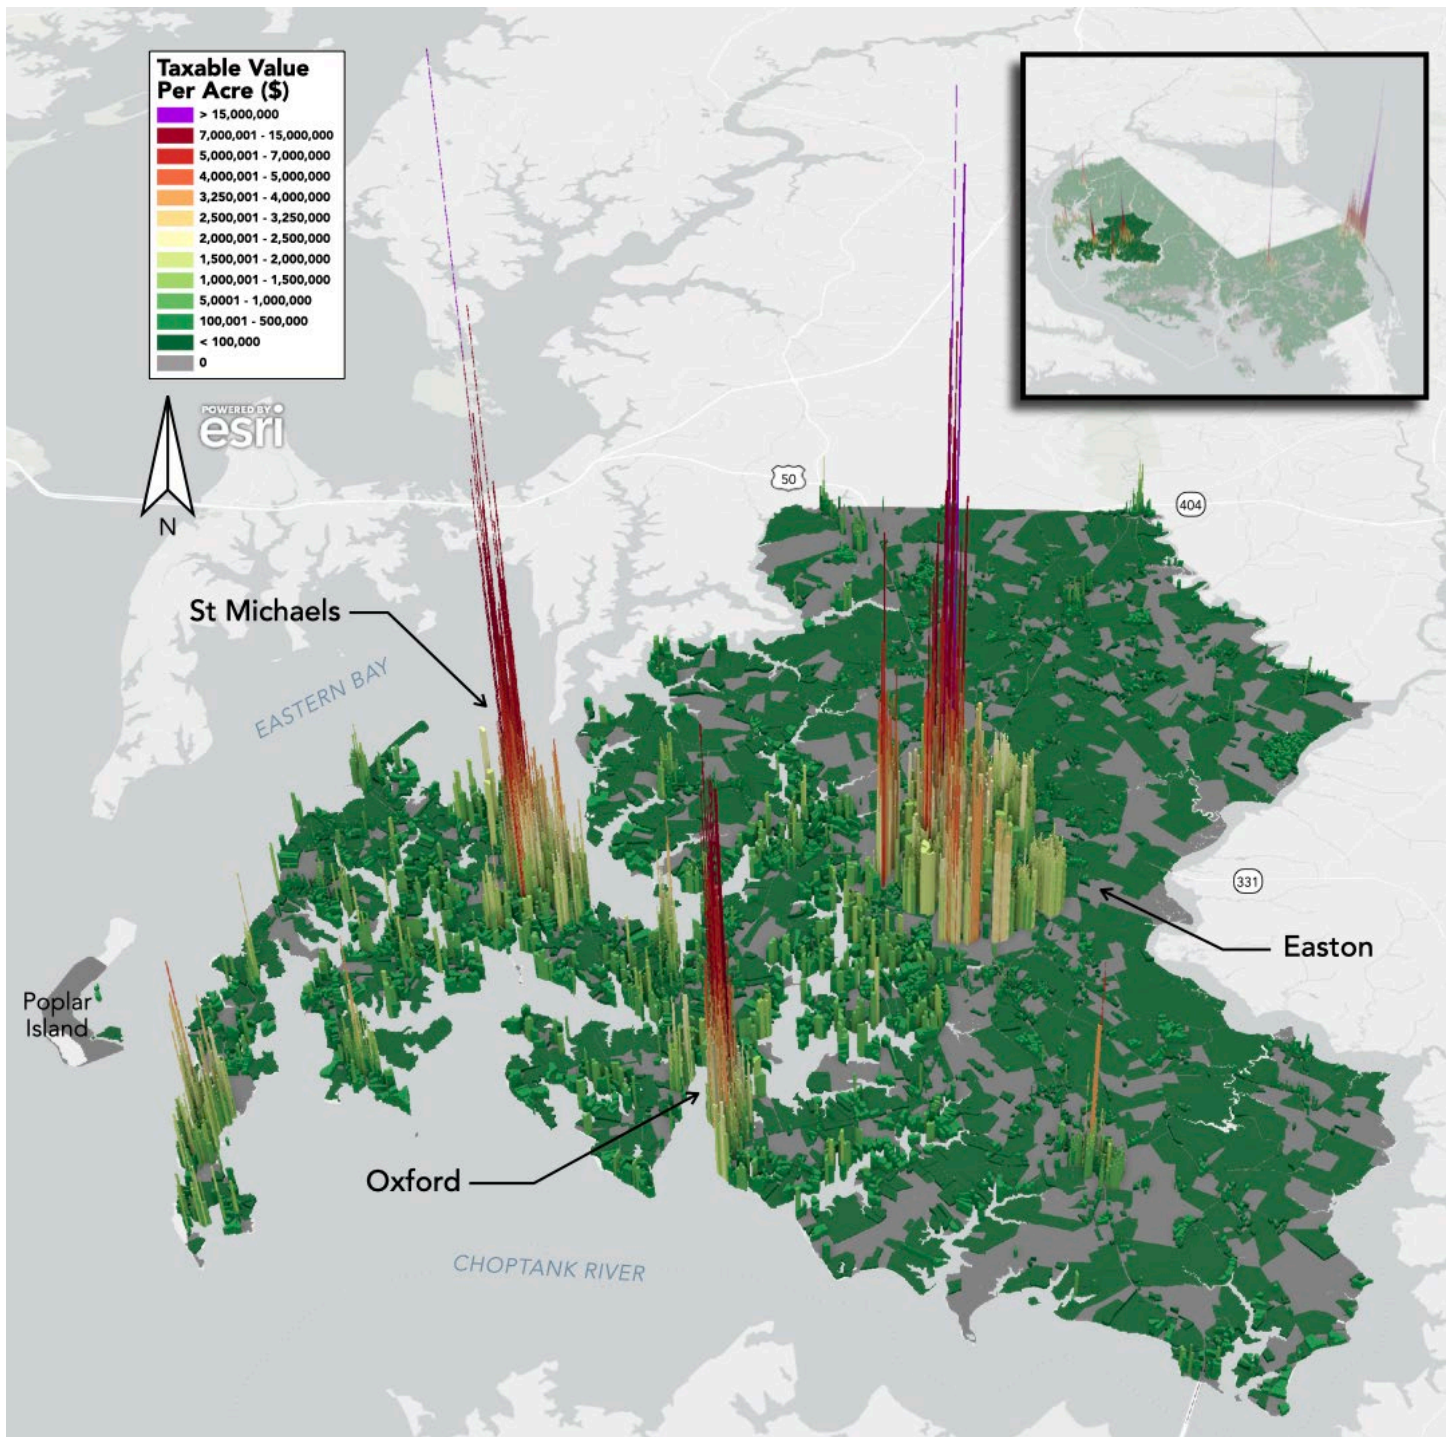 Taxable Value
Per Acre ($)
> 15,000,000
7,000,001 - 15,000,000
5,000,001 - 7,000,000
4,000,001 - 5,000,000
3,250,001 - 4,000,000
2,500,001 - 3,250,000
2,000,001 - 2,500,000
1,500,001 - 2,000,000
1,000,001 - 1,500,000
5,0001 - 1,000,000
100,001 - 500,000
< 100,000
0
POWERED BY
esri
N
50
404
St Michaels
EASTERN BAY
331
Easton
Poplar
Island
Oxford
CHOPTANK RIVER